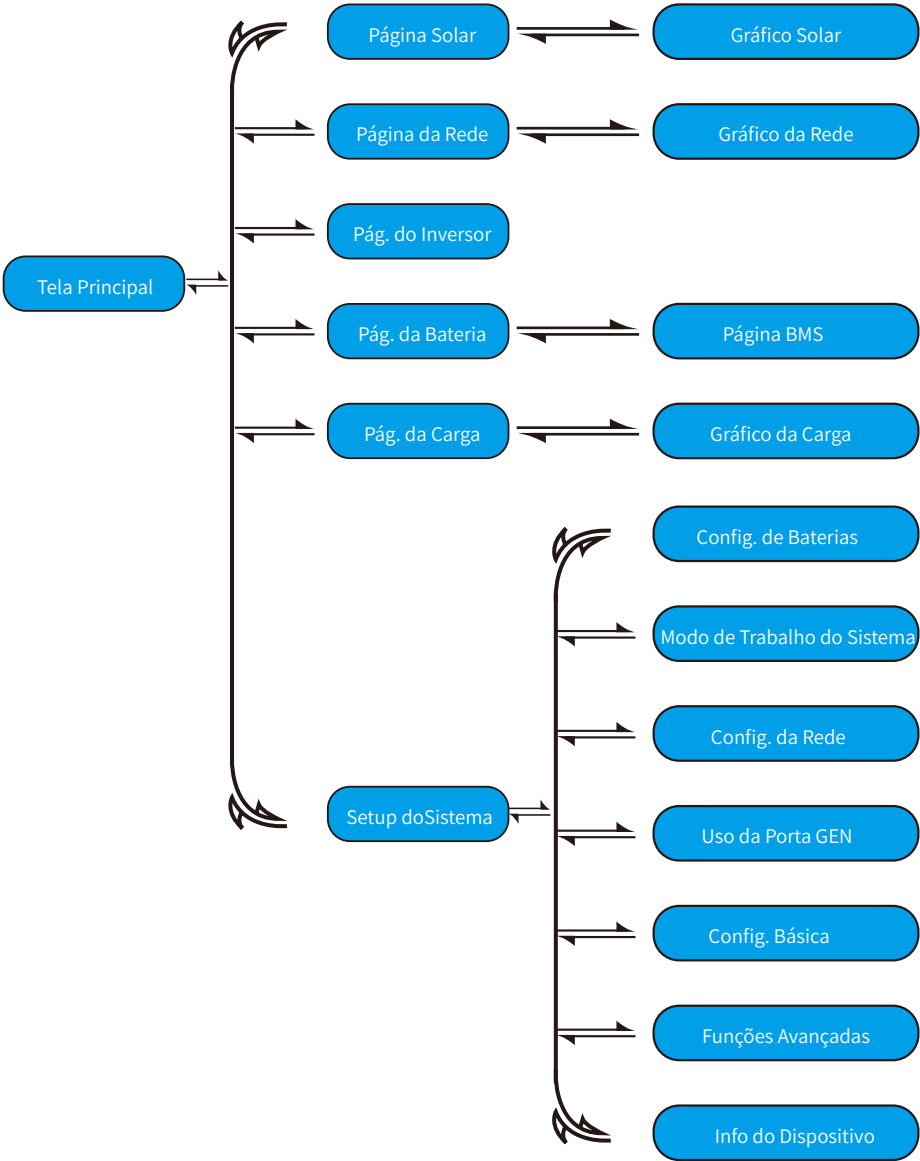 Página Solar
Gráfico Solar
Página da Rede
Gráfico da Rede
Pág. do Inversor
Tela Principal
Pág. da Bateria
Página BMS
Pág. da Carga
Gráfico da Carga
Config. de Baterias
Modo de Trabalho do Sistema
Config. da Rede
Setup doSistema
Uso da Porta GEN
Config. Básica
Funções Avançadas
Info do Dispositivo